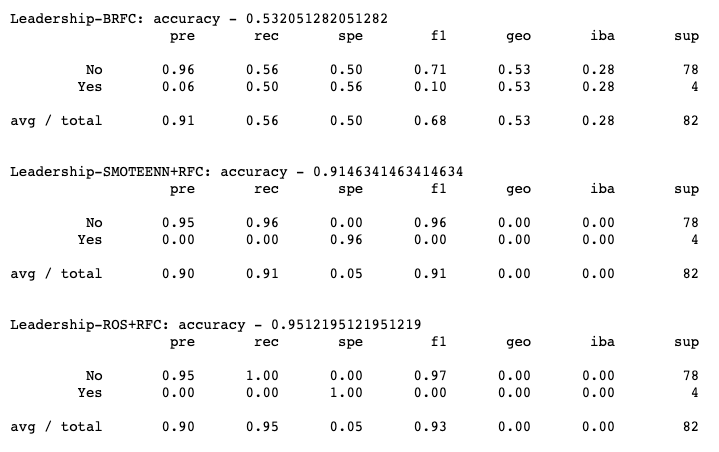 Leadership-BRFC: accuracy - 0.532051282051282
pre rec spe f1 geo iba sup
No 0.96 0.56 0.50 0.71 0.53 0.28 78
Yes 0.06 0.50 0.56 0.10 0.53 0.28 4
avg / total 0.91 0.56 0.50 0.68 0.53 0.28 82
Leadership-SMOTEENN+RFC: accuracy - 0.9146341463414634
pre rec spe f1 geo iba sup
No 0.95 0.96 0.00 0.96 0.00 0.00 78
Yes 0.00 0.00 0.96 0.00 0.00 0.00 4
avg / total 0.90 0.91 0.05 0.91 0.00 0.00 82
Leadership-ROS+RFC: accuracy - 0.9512195121951219
pre rec spe f1 geo iba sup
No 0.95 1.00 0.00 0.97 0.00 0.00 78
Yes 0.00 0.00 1.00 0.00 0.00 0.00 4
avg / total 0.90 0.95 0.05 0.93 0.00 0.00 82